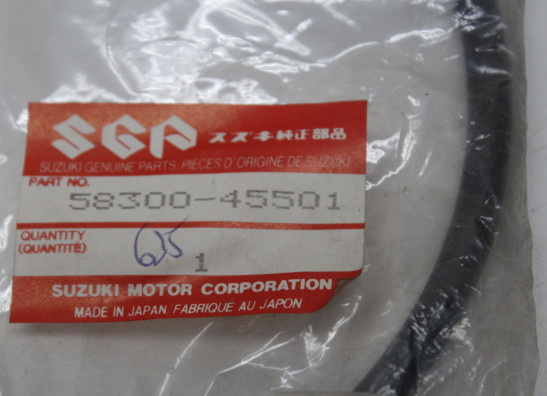 SGP スズキ純正部品
SUZUKI GENUINE PARTS. PIECES D'ORIGINE DE SUZUKI
PART NO.
58300-45501
QUANTITY
(QUANTITÉ)
625
1
SUZUKI MOTOR CORPORATION
MADE IN JAPAN. FABRIQUÉ AU JAPON